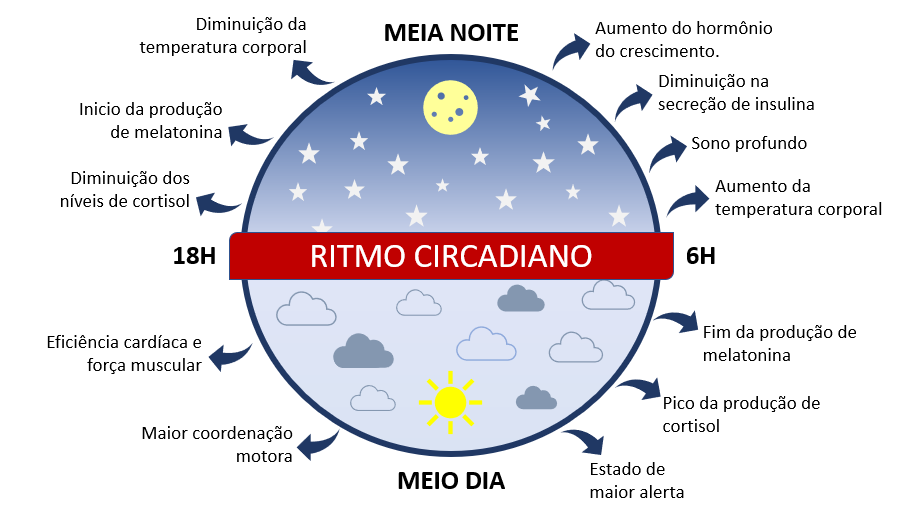 MEIA NOITE
Diminuição da
temperatura corporal
Inicio da produção
de melatonina
Diminuição dos
níveis de cortisol
Aumento do hormônio
do crescimento.
Diminuição na
secreção de insulina
Sono profundo
Aumento da
temperatura corporal
18H
RITMO CIRCADIANO
6H
Eficiência cardíaca e
força muscular
Maior coordenação
motora
Fim da produção de
melatonina
Pico da produção de
cortisol
Estado de
maior alerta
MEIO DIA